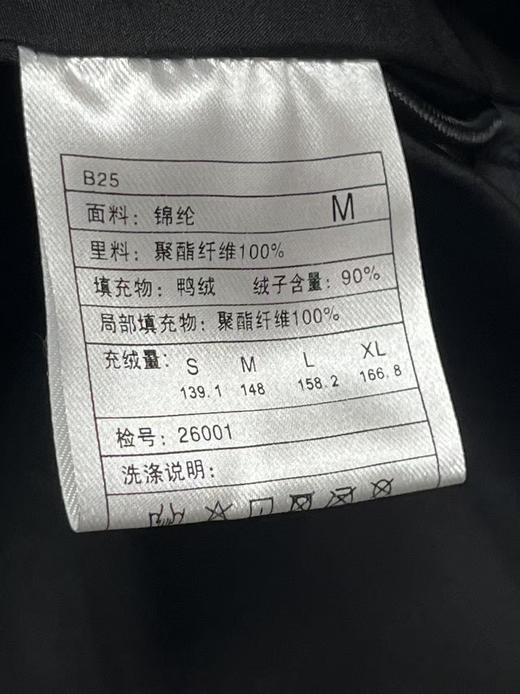 B25
面料：锦纶 M
里料：聚酯纤维100%
填充物：鸭绒 绒子含量：90%
局部填充物：聚酯纤维100%
充绒量： S M L XL
139.1 148 158.2 166.8
检号：26001
洗涤说明：